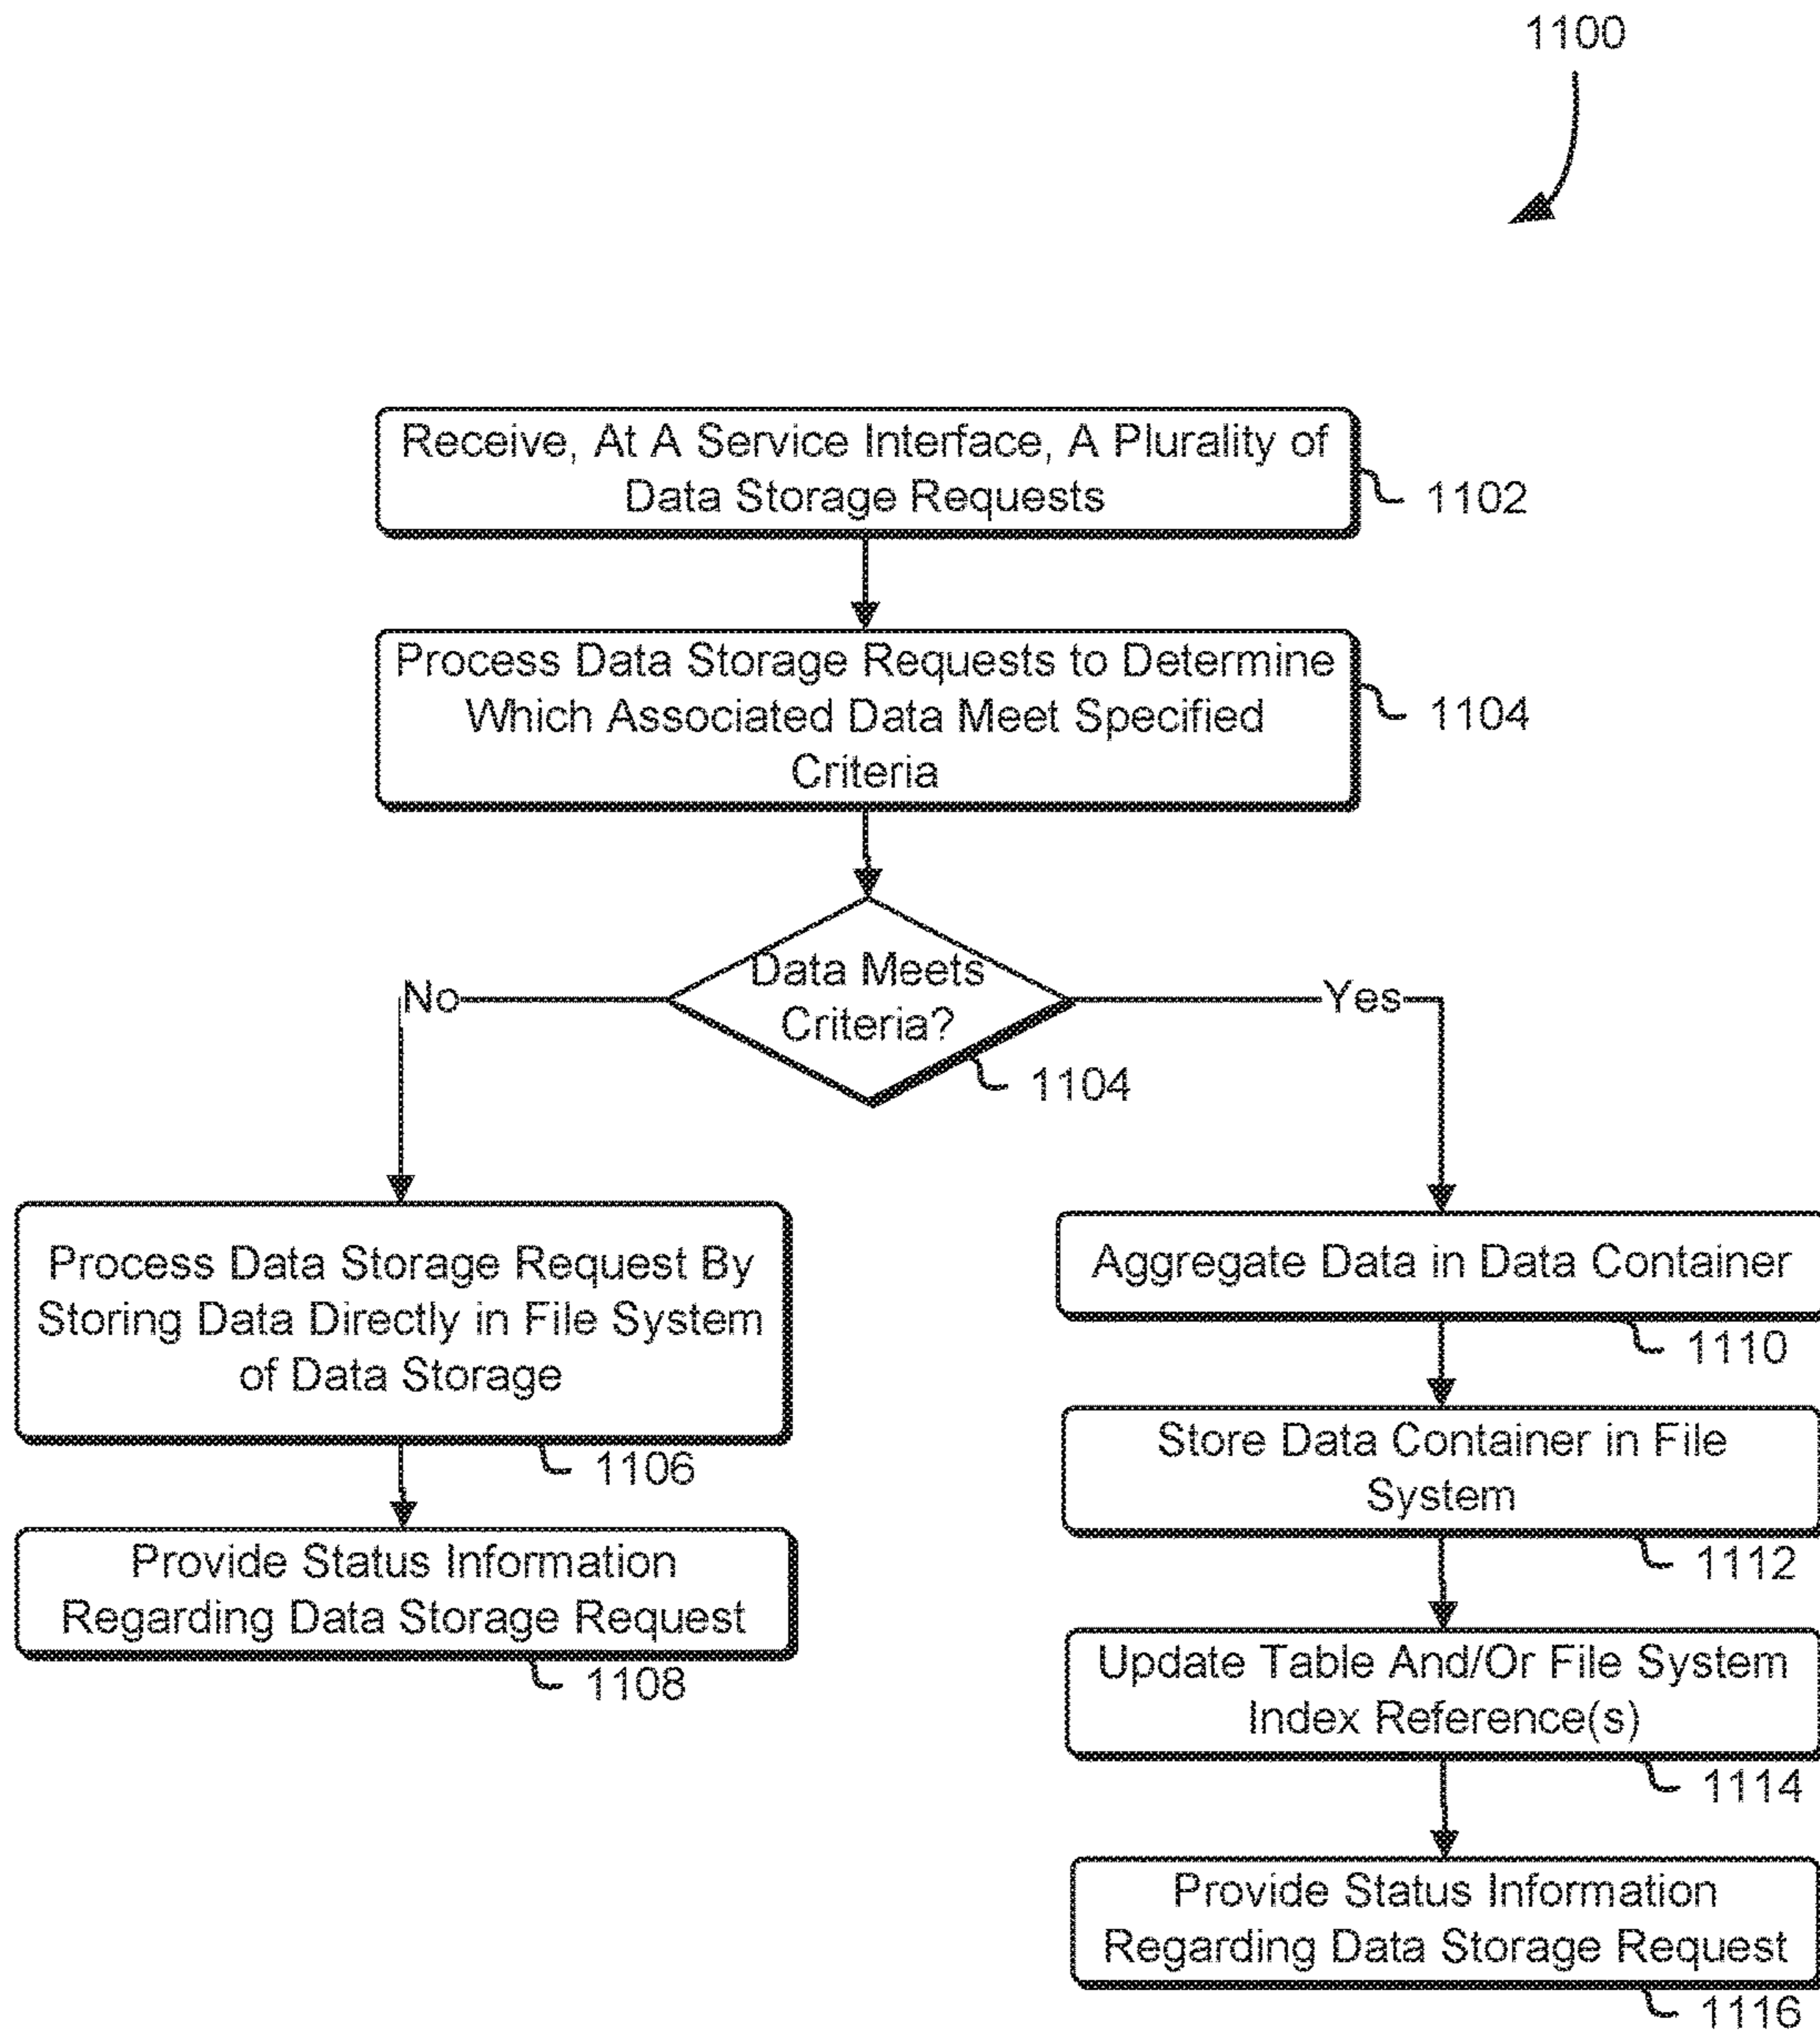 1100
Receive, At A Service Interface, A Plurality of
Data Storage Requests
1102
Process Data Storage Requests to Determine
Which Associated Data Meet Specified
Criteria
1104
Data Meets
Criteria?
1104
No
Yes
Process Data Storage Request By
Storing Data Directly in File System
of Data Storage
1106
Provide Status Information
Regarding Data Storage Request
1108
Aggregate Data in Data Container
1110
Store Data Container in File
System
1112
Update Table And/Or File System
Index Reference(s)
1114
Provide Status Information
Regarding Data Storage Request
1116